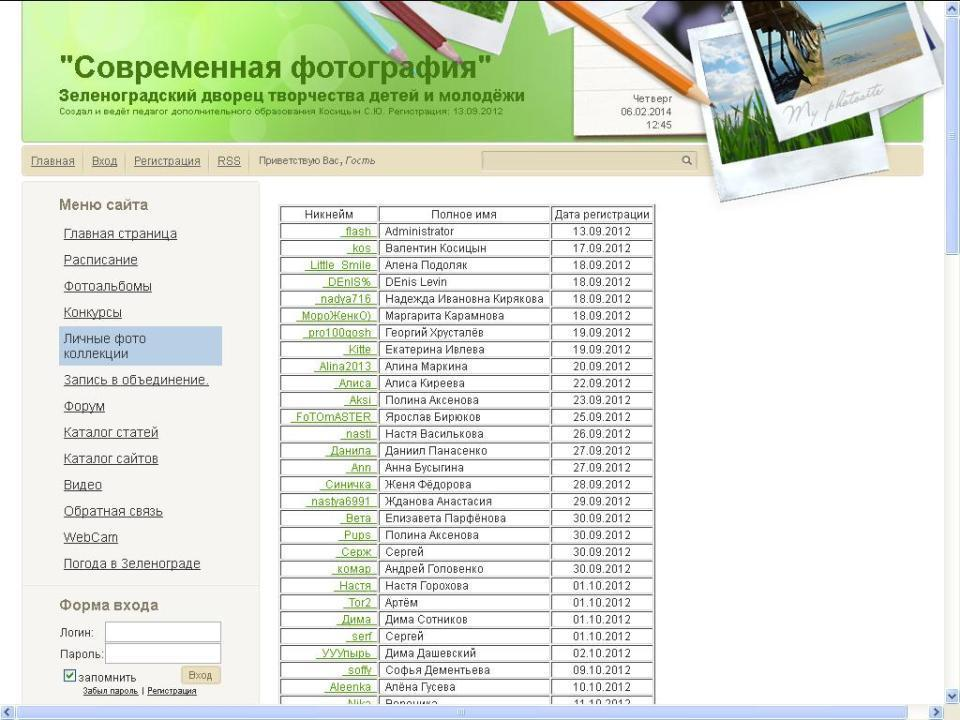 "Современная фотография"
Зеленоградский дворец творчества детей и молодёжи
Создал и ведёт педагог дополнительного образования Косицын С.Ю. Регистрация: 13.09.2012
Четверг
06.02.2014
12:45
My photosite
Главная Вход Регистрация RSS Приветствую Вас, Гость
Меню сайта
Главная страница
Расписание
Фотоальбомы
Конкурсы
Личные фото
коллекции
Запись в объединение.
Форум
Каталог статей
Каталог сайтов
Видео
Обратная связь
WebCam
Погода в Зеленограде
Форма входа
Логин:
Пароль:
запомнить Вход
Забыл пароль | Регистрация
Никнейм Полное имя Дата регистрации
flash Administrator 13.09.2012
kos Валентин Косицын 17.09.2012
Little_Smile Алена Подоляк 18.09.2012
DEnIS% DEnis Levin 18.09.2012
nadya716 Надежда Ивановна Кирякова 18.09.2012
МороЖенкО) Маргарита Карамнова 18.09.2012
pro100gosh Георгий Хрусталёв 19.09.2012
Kitte Екатерина Ивлева 19.09.2012
Alina2013 Алина Маркина 20.09.2012
Алиса Алиса Киреева 22.09.2012
Aksi Полина Аксенова 23.09.2012
FoTOmASTER Ярослав Бирюков 25.09.2012
nasti Настя Василькова 26.09.2012
Данила Даниил Панасенко 27.09.2012
Ann Анна Бусыгина 27.09.2012
Синичка Женя Фёдорова 28.09.2012
nastya6991 Жданова Анастасия 29.09.2012
Вета Елизавета Парфёнова 30.09.2012
Pups Полина Аксенова 30.09.2012
Серж Сергей 30.09.2012
комар Андрей Головенко 30.09.2012
Настя Настя Горохова 01.10.2012
Tor2 Артём 01.10.2012
Дима Дима Сотников 01.10.2012
serf Сергей 01.10.2012
УУУпырь Дима Дашевский 02.10.2012
soffy Софья Дементьева 09.10.2012
Aleenka Алёна Гусева 10.10.2012
Nika Вероника 11.10.2012